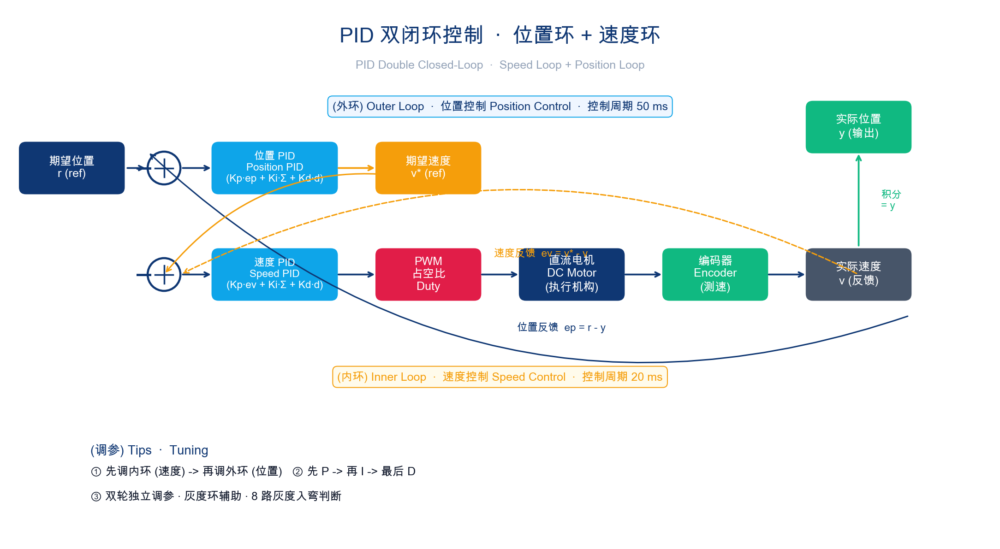 PID 双闭环控制 · 位置环 + 速度环
PID Double Closed-Loop · Speed Loop + Position Loop
(外环) Outer Loop · 位置控制 Position Control · 控制周期 50 ms
实际位置
y (输出)
期望位置
r (ref)
位置 PID
Position PID
(Kp·ep + Ki·Σ + Kd·d)
期望速度
v* (ref)
积分
= y
速度 PID
Speed PID
(Kp·ev + Ki·Σ + Kd·d)
PWM
占空比
Duty
速度反馈 ev = v* - v
直流电机
DC Motor
(执行机构)
编码器
Encoder
(测速)
实际速度
v (反馈)
位置反馈 ep = r - y
(内环) Inner Loop · 速度控制 Speed Control · 控制周期 20 ms
(调参) Tips · Tuning
① 先调内环 (速度) -> 再调外环 (位置) ② 先 P -> 再 I -> 最后 D
③ 双轮独立调参 · 灰度环辅助 · 8 路灰度入弯判断